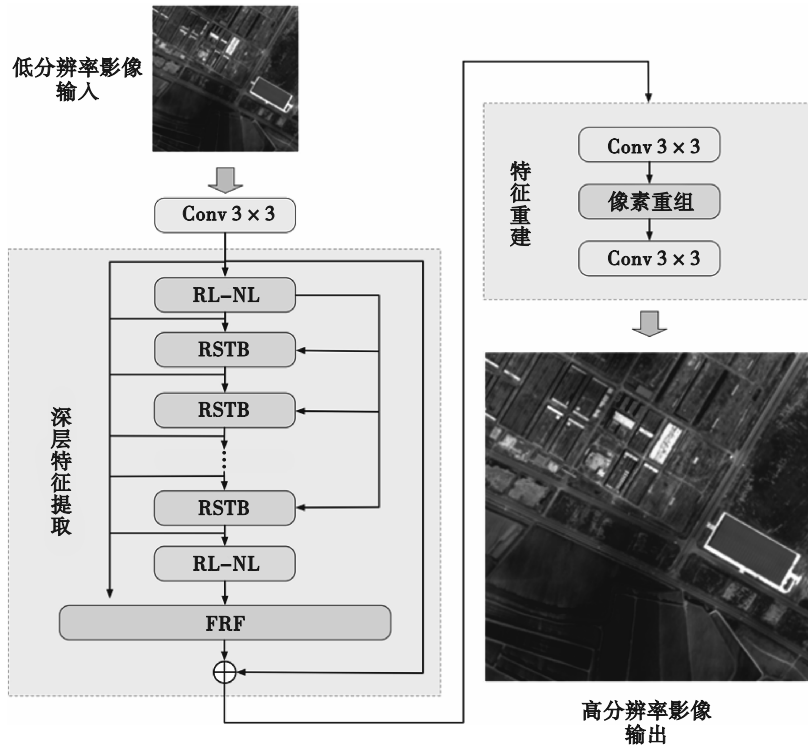 低分辨率影像
输入
Conv 3 × 3
深层特征提取
RL-NL
RSTB
RSTB
RSTB
RL-NL
FRF
特征重建
Conv 3 × 3
像素重组
Conv 3 × 3
高分辨率影像
输出